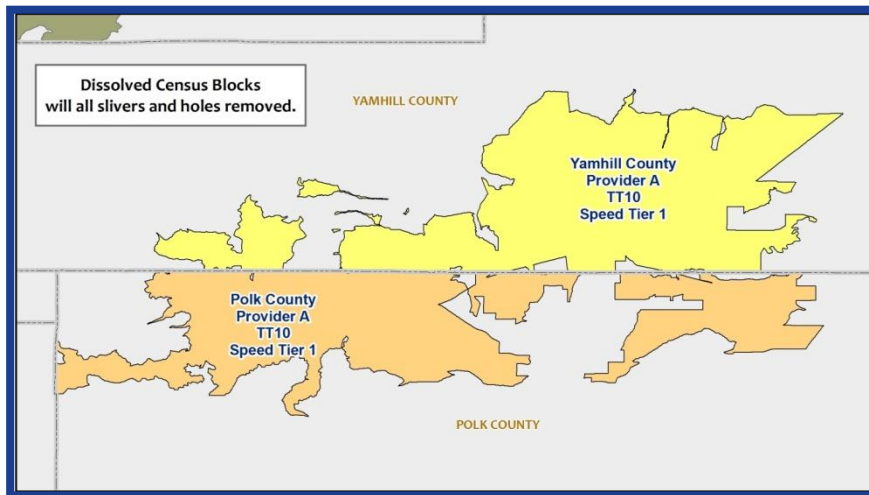 Dissolved Census Blocks
will all slivers and holes removed.
YAMHILL COUNTY
Yamhill County
Provider A
TT10
Speed Tier 1
Polk County
Provider A
TT10
Speed Tier 1
POLK COUNTY